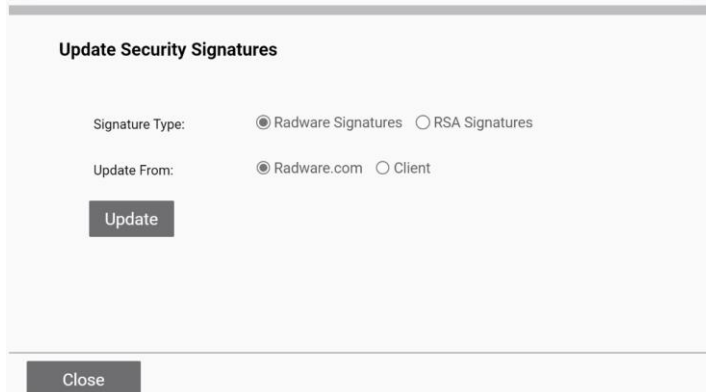 Update Security Signatures
Signature Type: Radware Signatures RSA Signatures
Update From: Radware.com Client
Update
Close